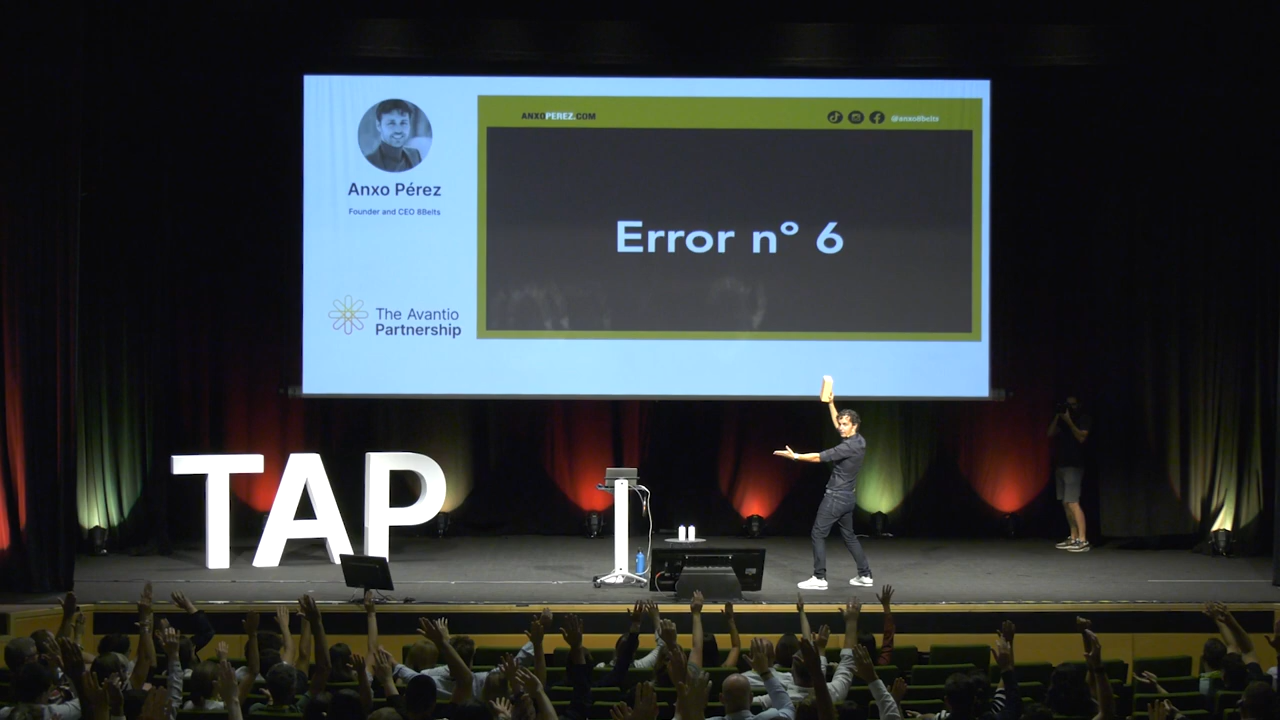 ANXOPEREZ.COM
@anxo8belts
Anxo Pérez
Founder and CEO 8Belts
Error nº 6
The Avantio
Partnership
TAP